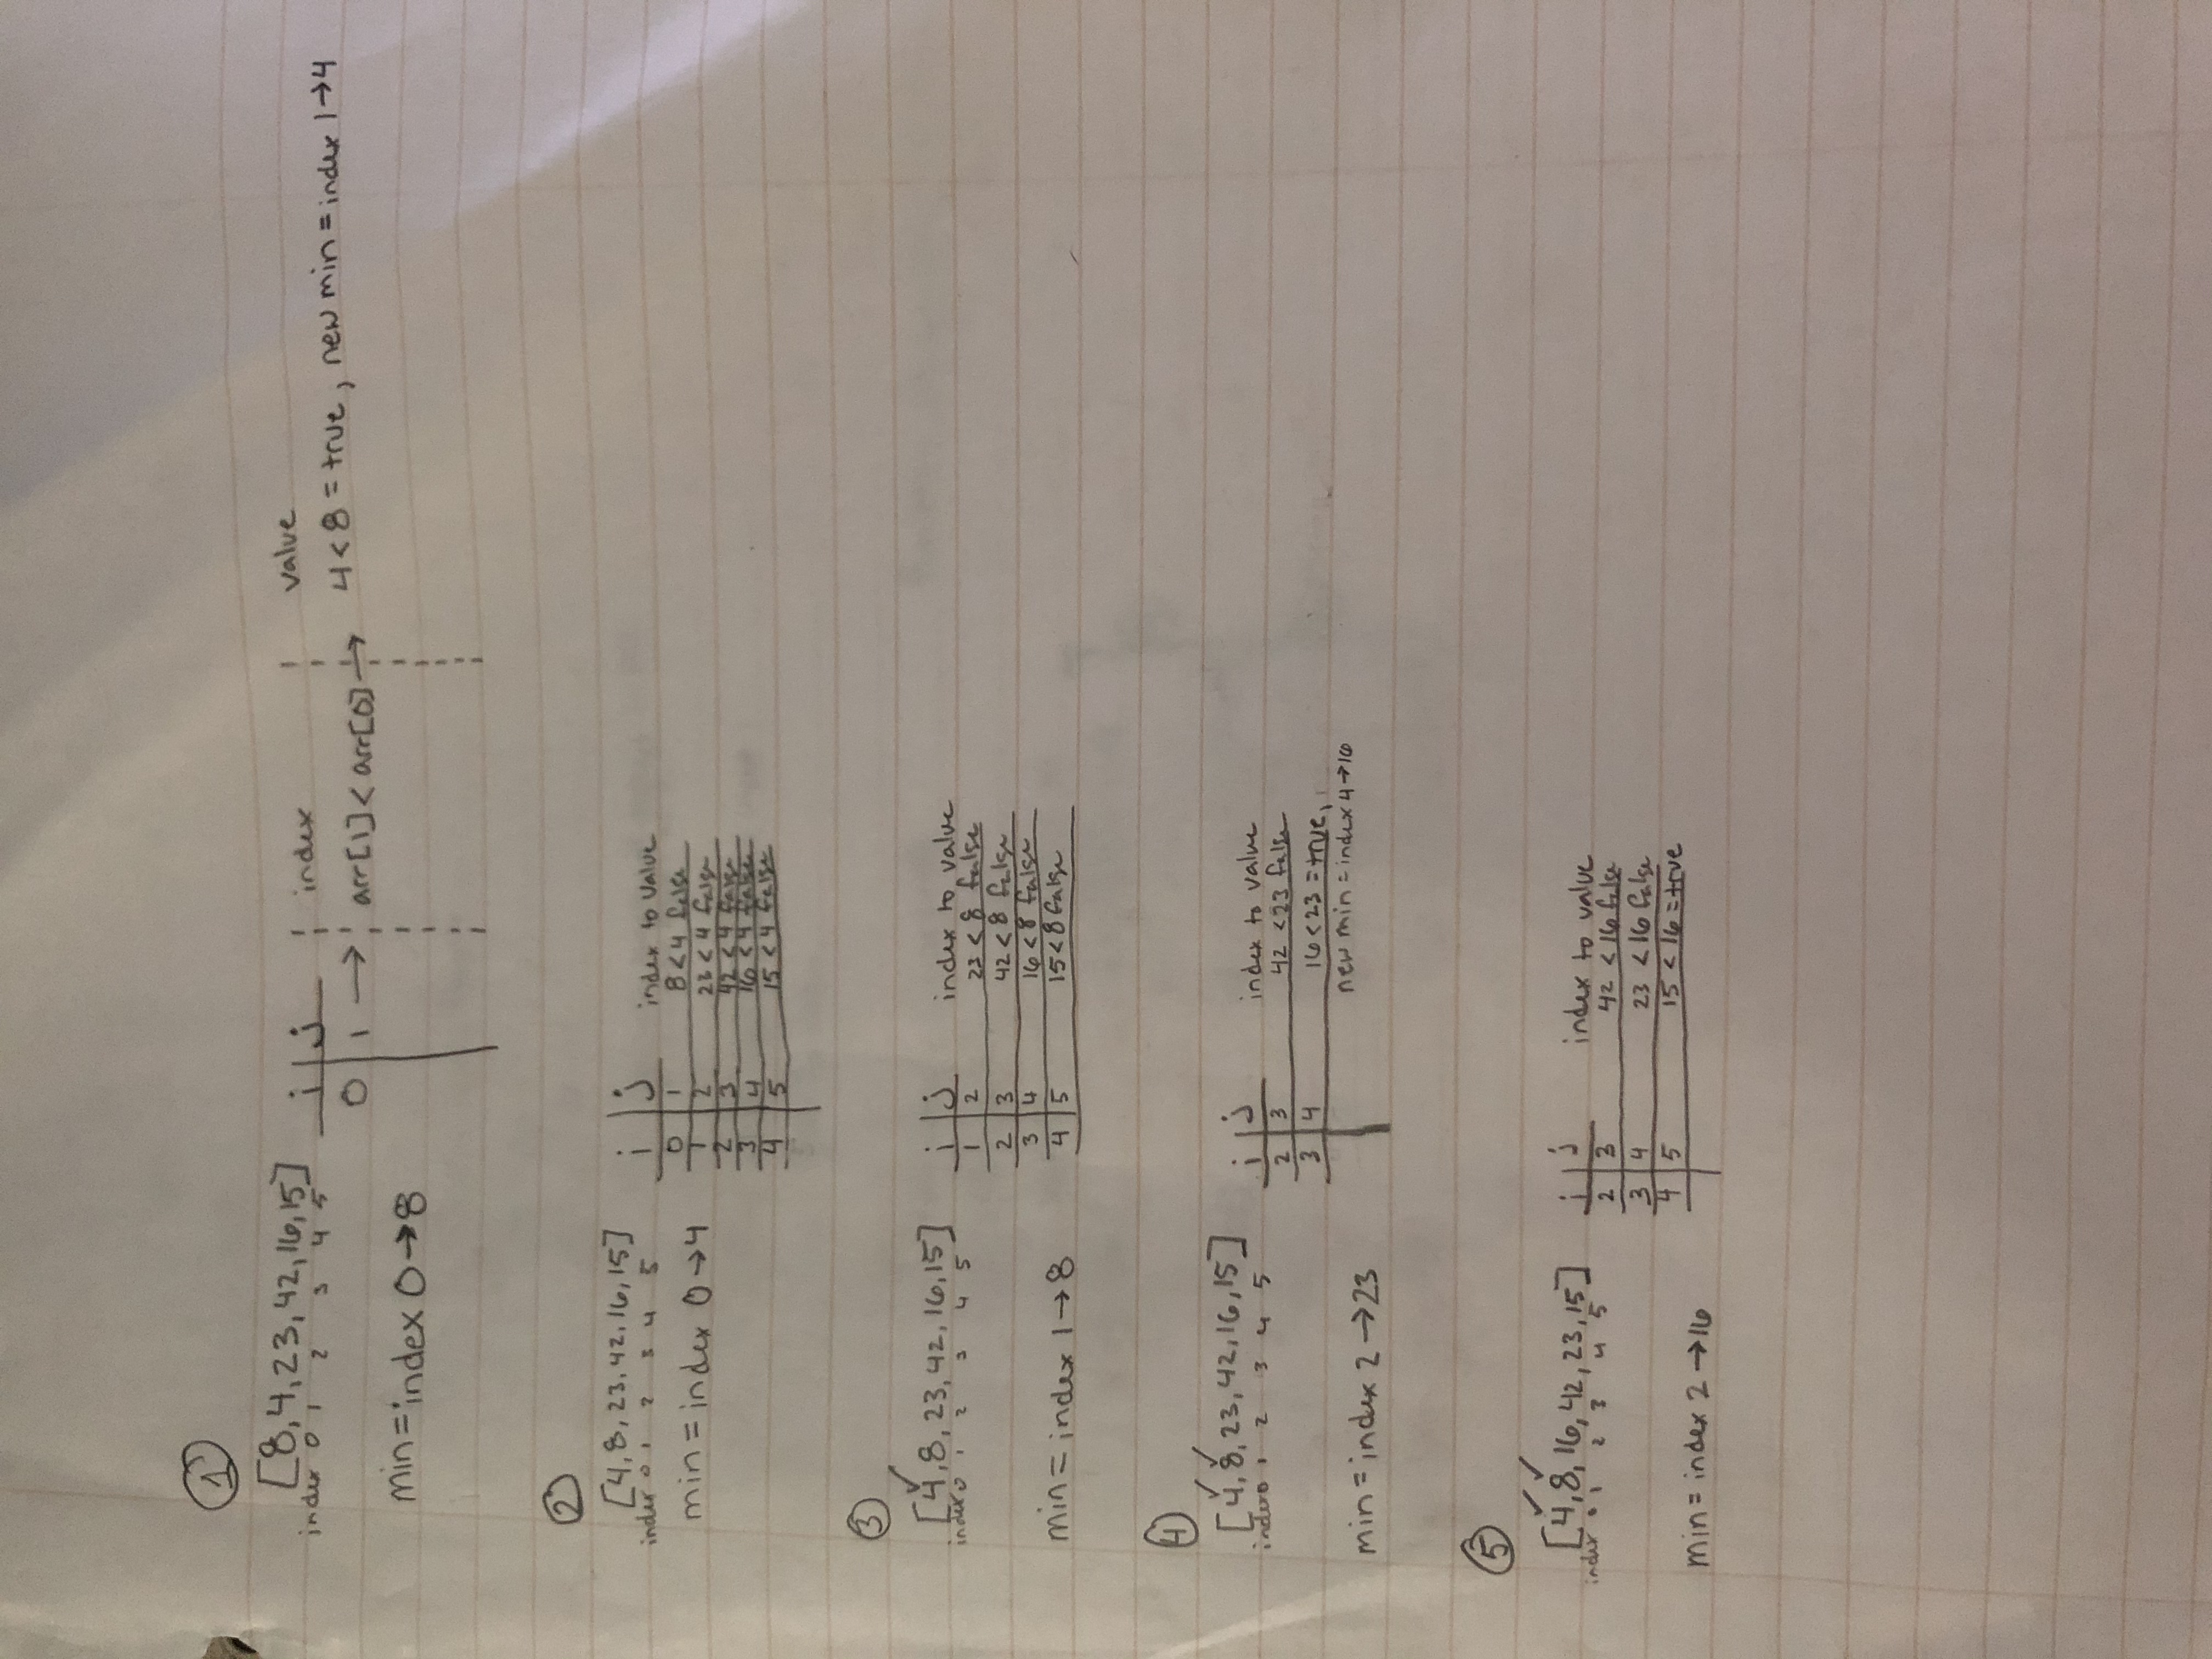 1
[8, 4, 23, 42, 16, 15]
index 0 1 2 3 4 5
min = index 0 → 8
i j index value
0 1 → arr[1] < arr[0] → 4 < 8 = true, new min = index 1 → 4
2
[4, 8, 23, 42, 16, 15]
index 0 1 2 3 4 5
min = index 0 → 4
i j index to value
0 1 8 < 4 false
1 2 23 < 4 false
2 3 42 < 4 false
3 4 16 < 4 false
4 5 15 < 4 false
3
[4, 8, 23, 42, 16, 15]
index 0 1 2 3 4 5
min = index 1 → 8
i j index to value
1 2 23 < 8 false
2 3 42 < 8 false
3 4 16 < 8 false
4 5 15 < 8 false
4
[4, 8, 23, 42, 16, 15]
index 0 1 2 3 4 5
min = index 2 → 23
i j index to value
2 3 42 < 23 false
3 4 16 < 23 = true,
new min = index 4 → 16
5
[4, 8, 16, 42, 23, 15]
index 0 1 2 3 4 5
min = index 2 → 16
i j index to value
2 3 42 < 16 false
3 4 23 < 16 false
4 5 15 < 16 = true